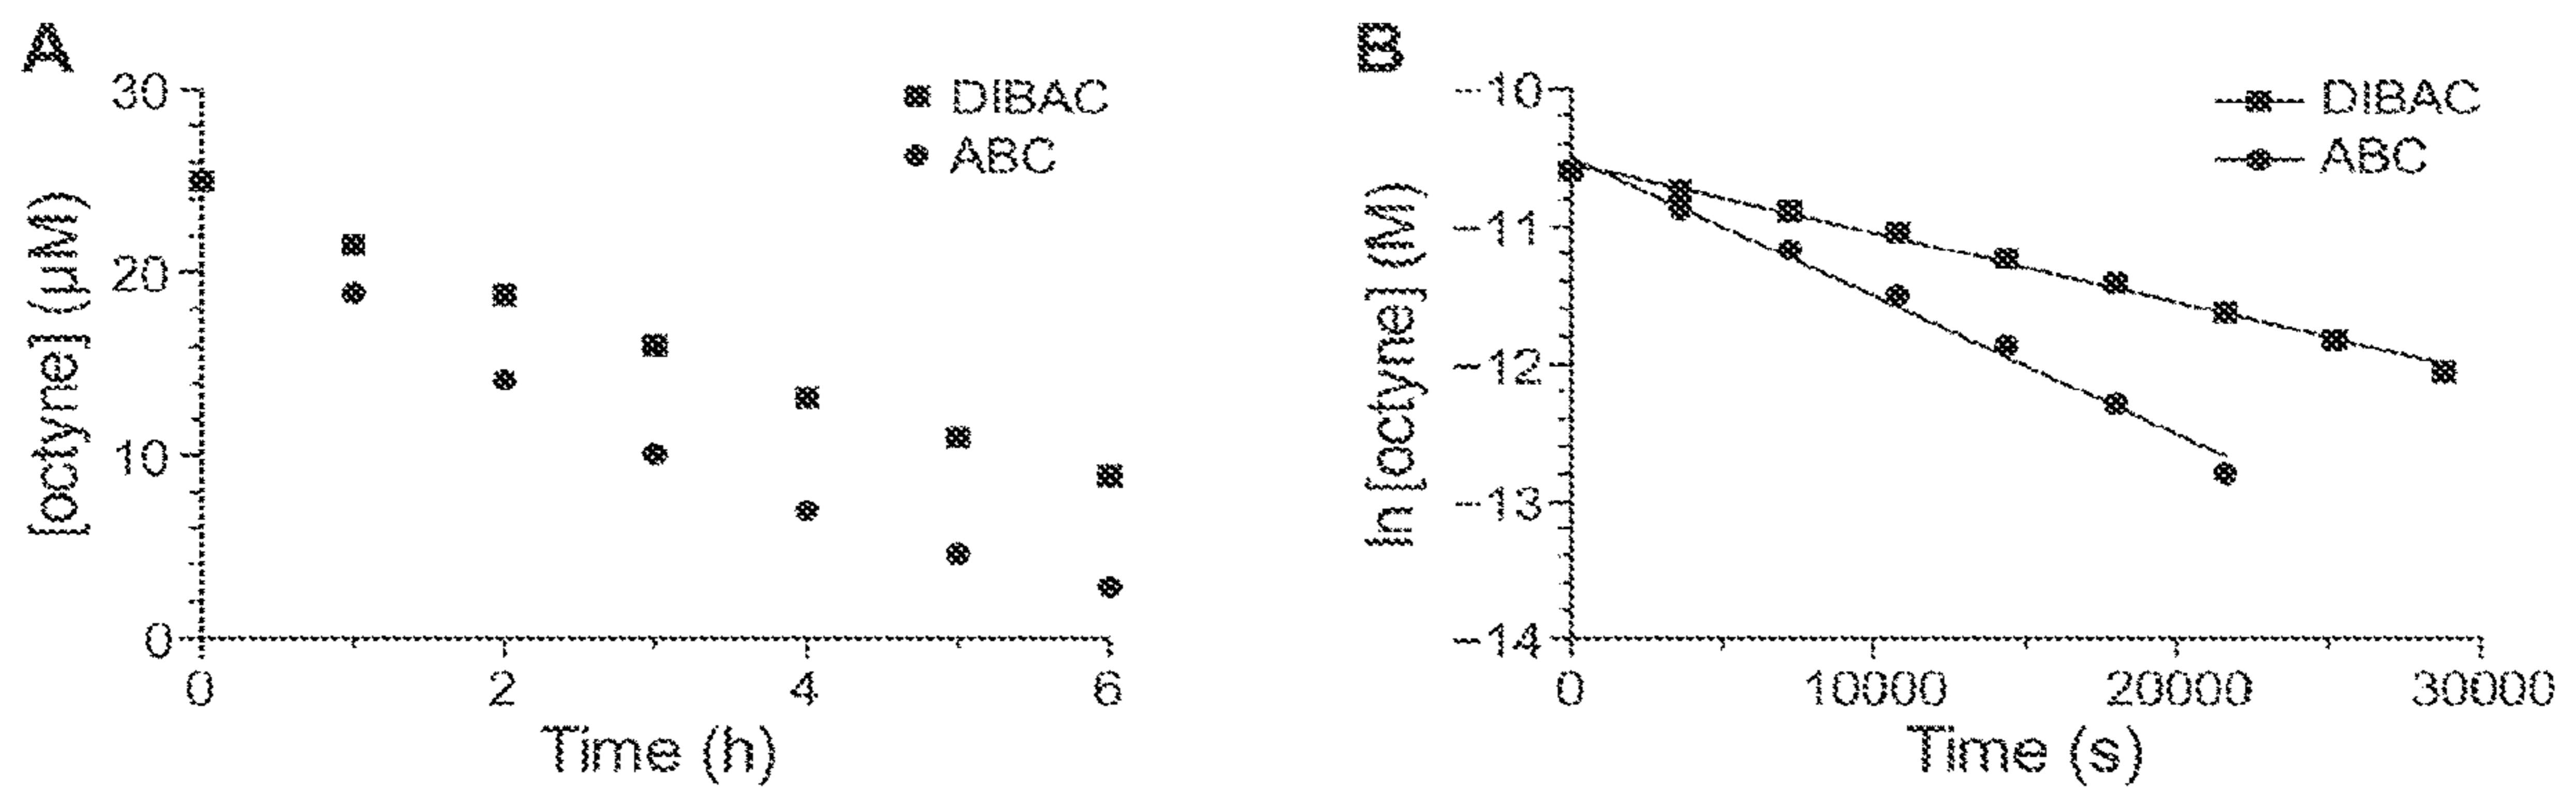 A
30
20
10
0
0
2
4
6
[octyne] (µM)
Time (h)
DIBAC
ABC
B
−10
−11
−12
−13
−14
0
10000
20000
30000
ln [octyne] (M)
Time (s)
DIBAC
ABC